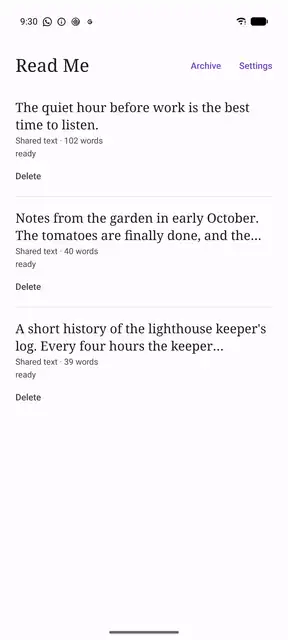 9:30
Read Me
Archive
Settings
The quiet hour before work is the best
time to listen.
Shared text · 102 words
ready
Delete
Notes from the garden in early October.
The tomatoes are finally done, and the...
Shared text · 40 words
ready
Delete
A short history of the lighthouse keeper's
log. Every four hours the keeper...
Shared text · 39 words
ready
Delete